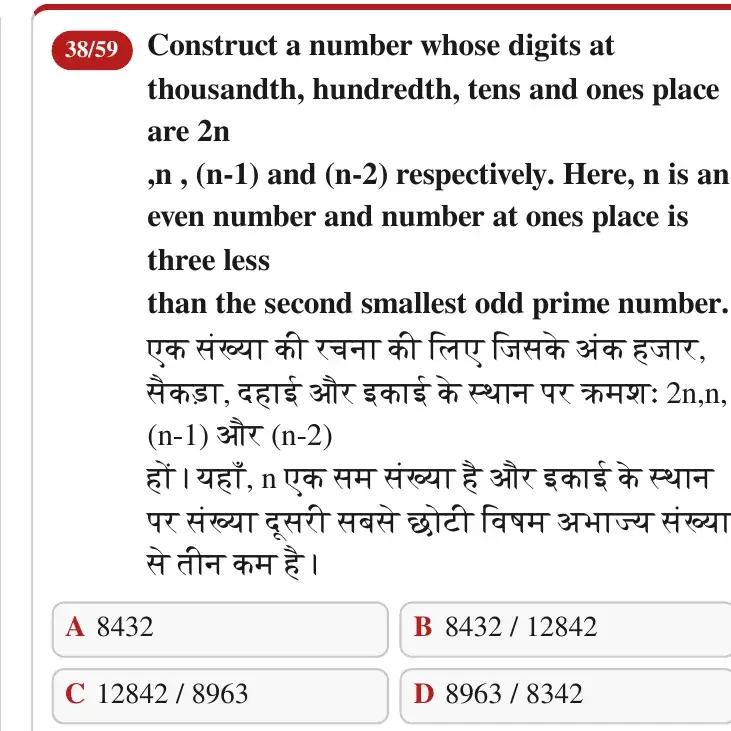 38/59 Construct a number whose digits at
thousandth, hundredth, tens and ones place
are 2n
,n , (n-1) and (n-2) respectively. Here, n is an
even number and number at ones place is
three less
than the second smallest odd prime number.
एक संख्या की रचना की लिए जिसके अंक हजार,
सैकड़ा, दहाई और इकाई के स्थान पर क्रमशः 2n,n,
(n-1) और (n-2)
हों। यहाँ, n एक सम संख्या है और इकाई के स्थान
पर संख्या दूसरी सबसे छोटी विषम अभाज्य संख्या
से तीन कम है।
A 8432
B 8432 / 12842
C 12842 / 8963
D 8963 / 8342